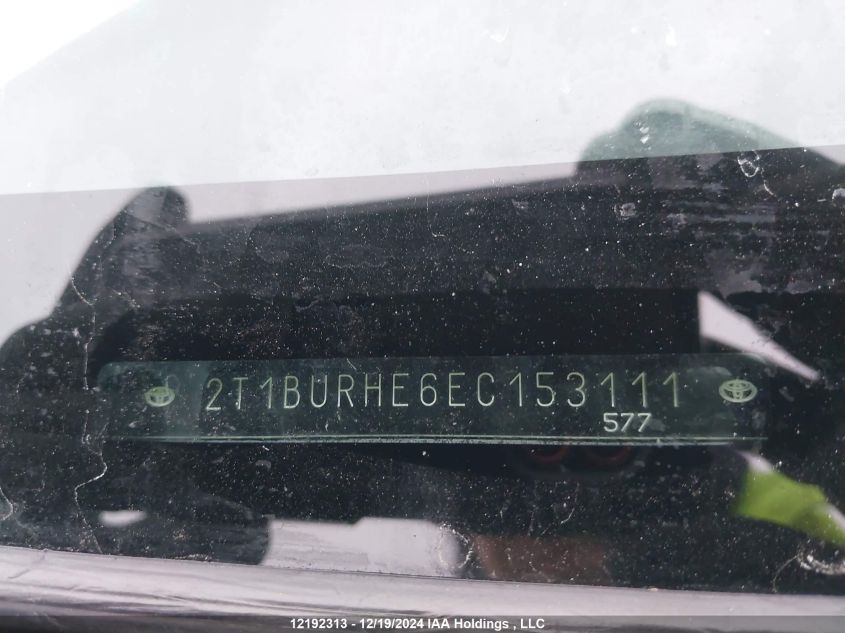 2T1BURHE6EC153111
577
12192313 - 12/19/2024 IAA Holdings , LLC